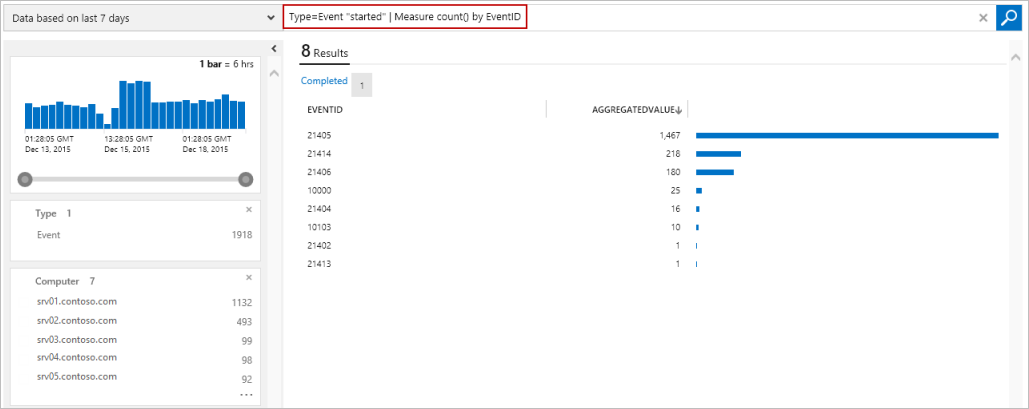 Data based on last 7 days
Type=Event "started" | Measure count() by EventID
1 bar = 6 hrs
01:28:05 GMT 13:28:05 GMT 01:28:05 GMT
Dec 13, 2015 Dec 15, 2015 Dec 18, 2015
Type 1
Event 1918
Computer 7
srv01.contoso.com 1132
srv02.contoso.com 493
srv03.contoso.com 99
srv04.contoso.com 98
srv05.contoso.com 92
...
8 Results
Completed 1
EVENTID AGGREGATEDVALUE
21405 1,467
21414 218
21406 180
10000 25
21404 16
10103 10
21402 1
21413 1